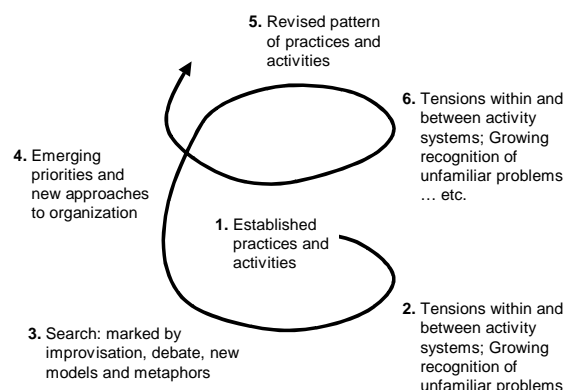 5. Revised pattern
of practices and
activities
6. Tensions within and
between activity
systems; Growing
recognition of
unfamiliar problems
… etc.
4. Emerging
priorities and
new approaches
to organization
1. Established
practices and
activities
2. Tensions within and
between activity
systems; Growing
recognition of
unfamiliar problems
3. Search: marked by
improvisation, debate, new
models and metaphors